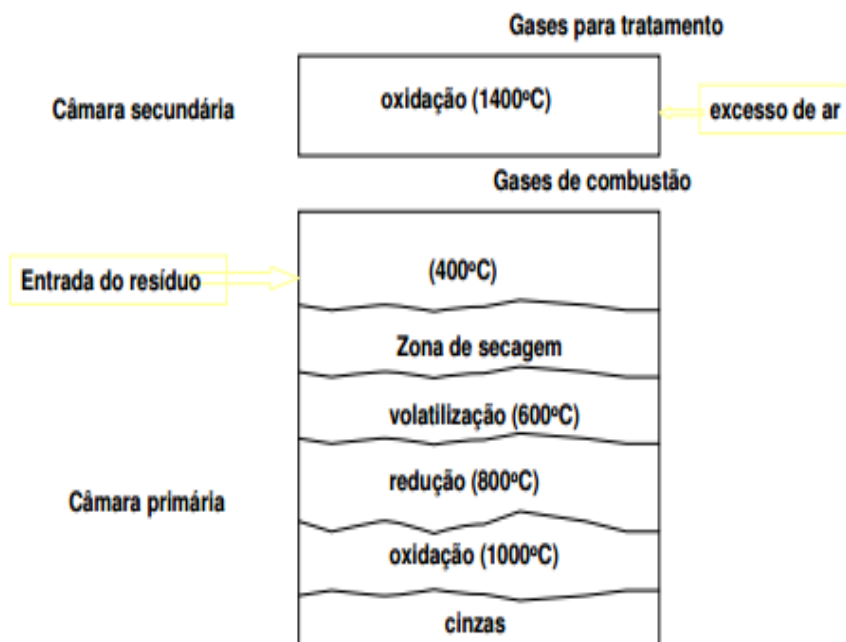 Gases para tratamento
Câmara secundária
oxidação (1400ºC)
excesso de ar
Gases de combustão
Entrada do resíduo
(400ºC)
Zona de secagem
volatilização (600ºC)
Câmara primária
redução (800ºC)
oxidação (1000ºC)
cinzas